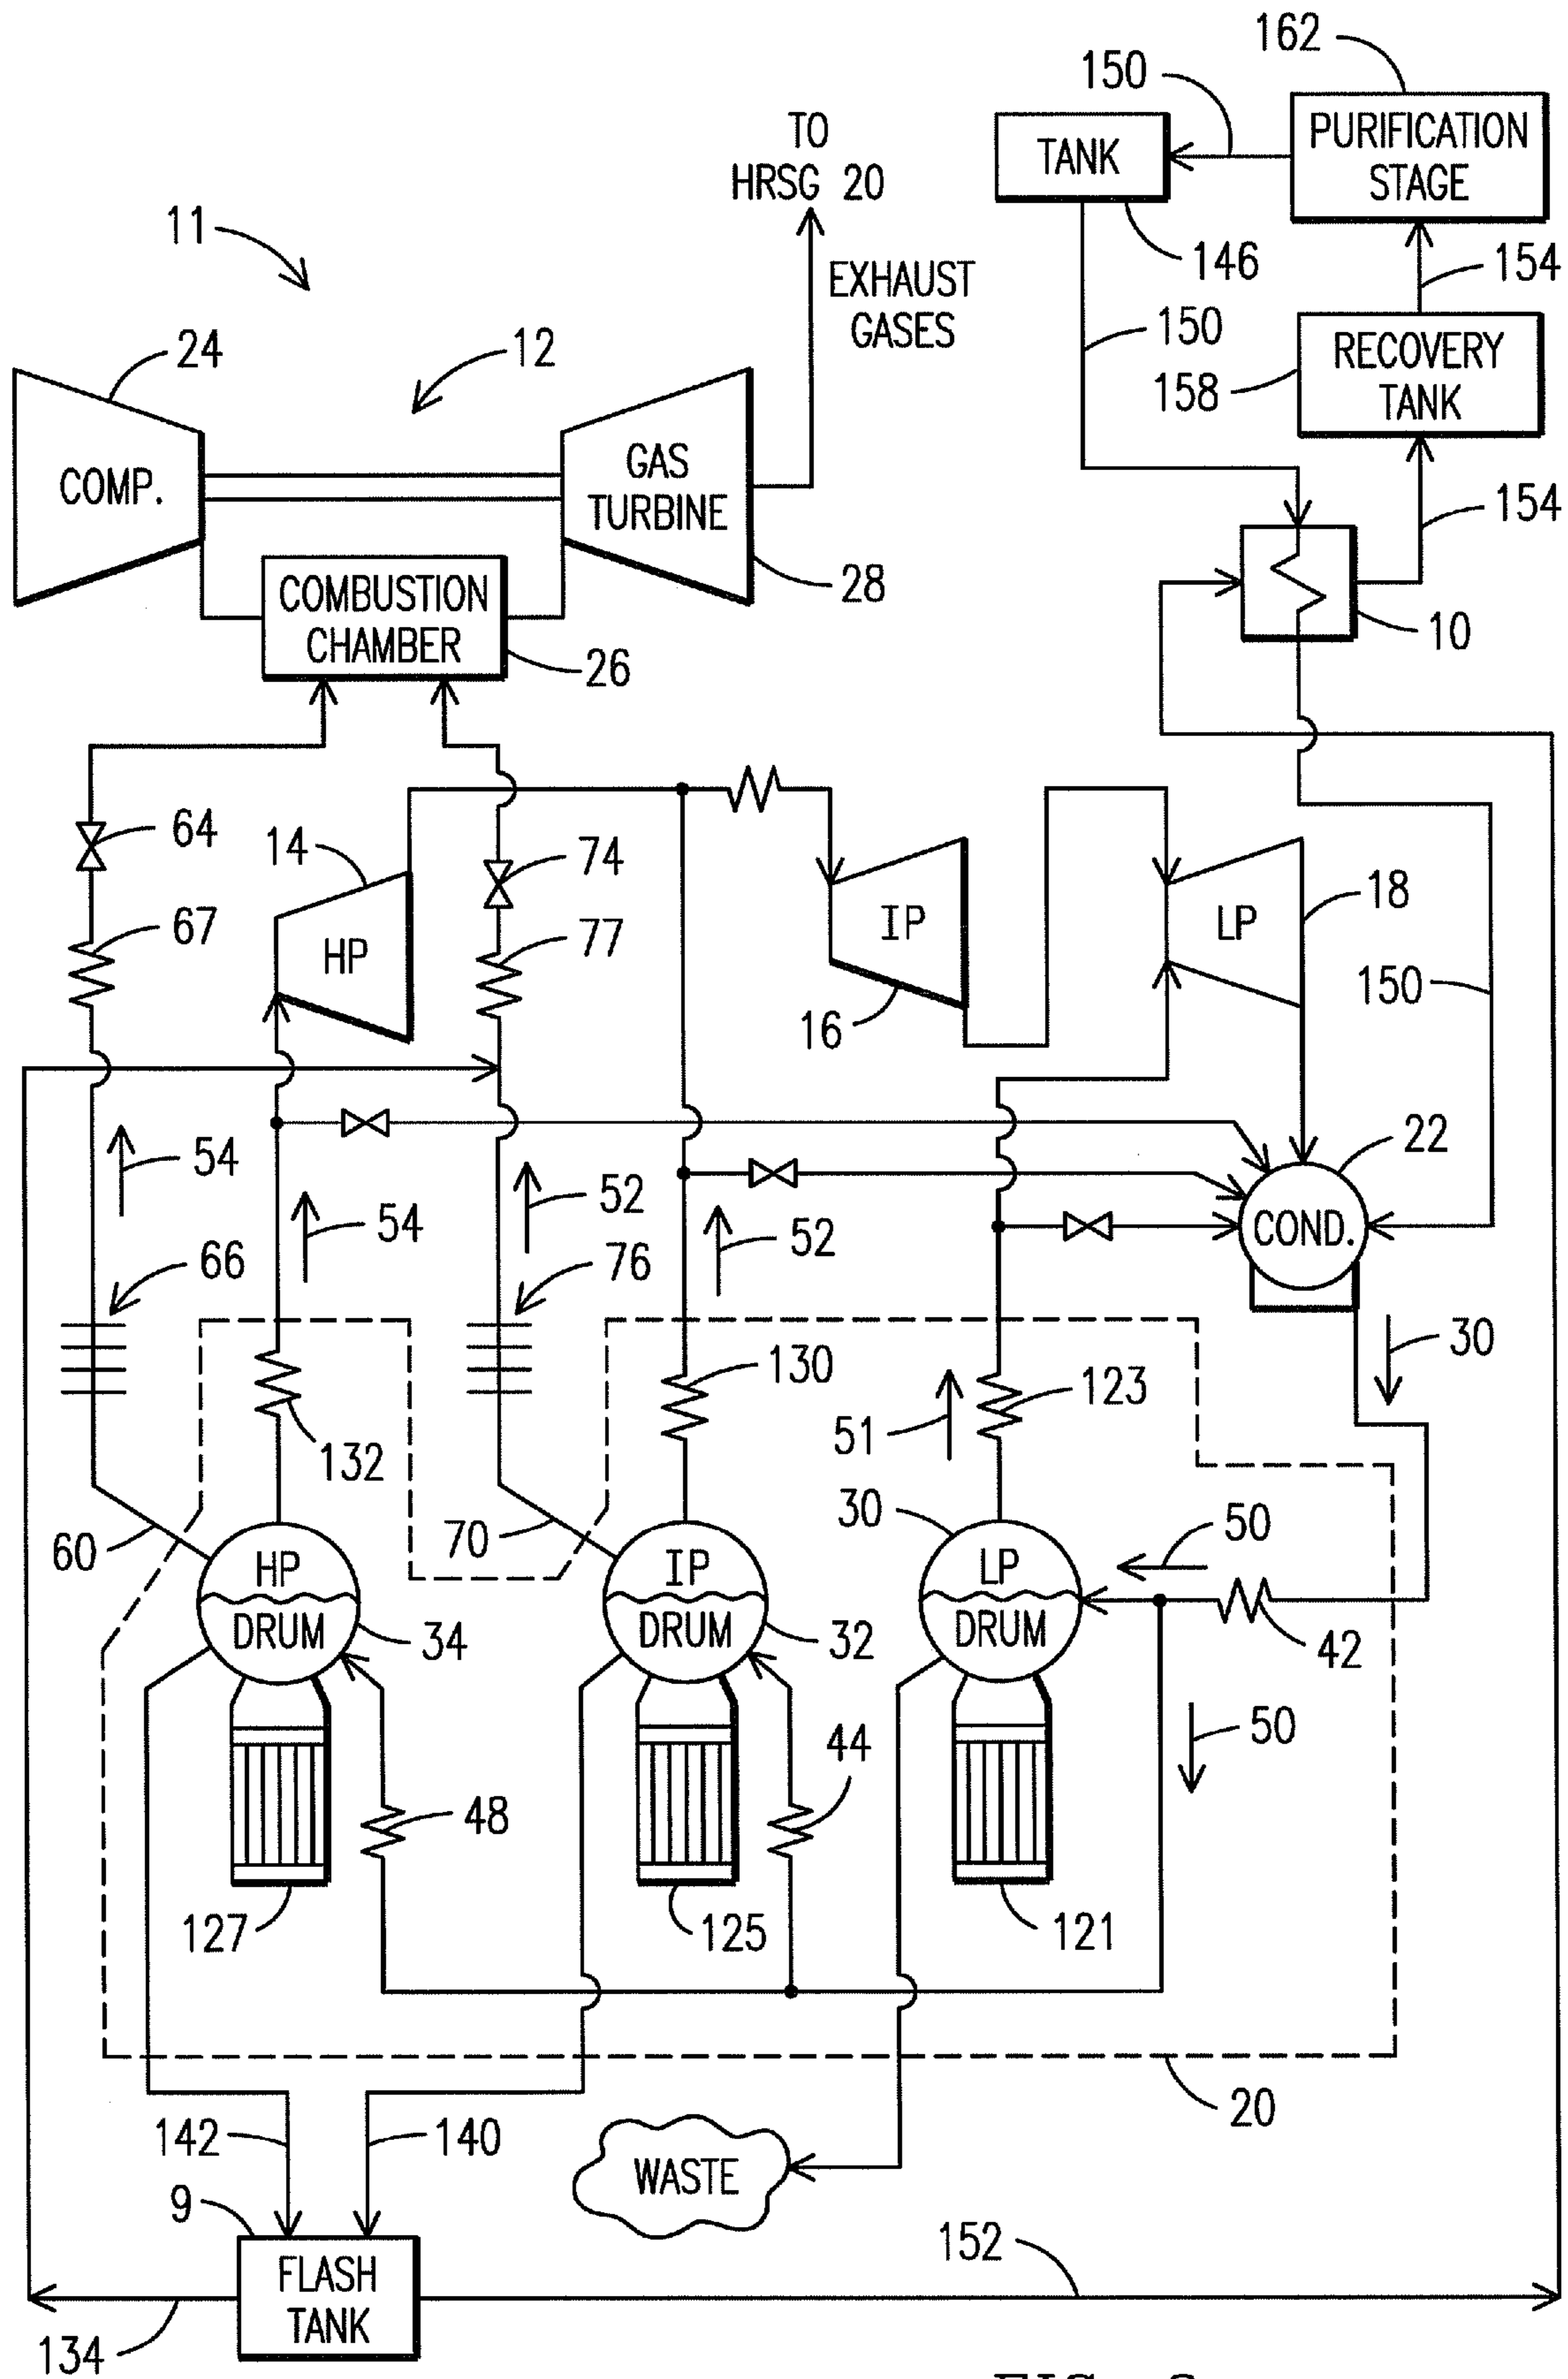 162
150
PURIFICATION
STAGE
TANK
TO
HRSG 20
11
146
154
EXHAUST
GASES
150
RECOVERY
TANK
158
24
12
COMP.
GAS
TURBINE
154
COMBUSTION
CHAMBER
28
10
26
64
14
74
67
77
HP
IP
LP
18
16
150
54
52
22
54
52
COND.
66
76
30
130
123
132
51
60
70
30
50
HP
DRUM
IP
DRUM
LP
DRUM
34
32
42
50
44
48
127
125
121
20
142
140
WASTE
9
152
FLASH
TANK
134